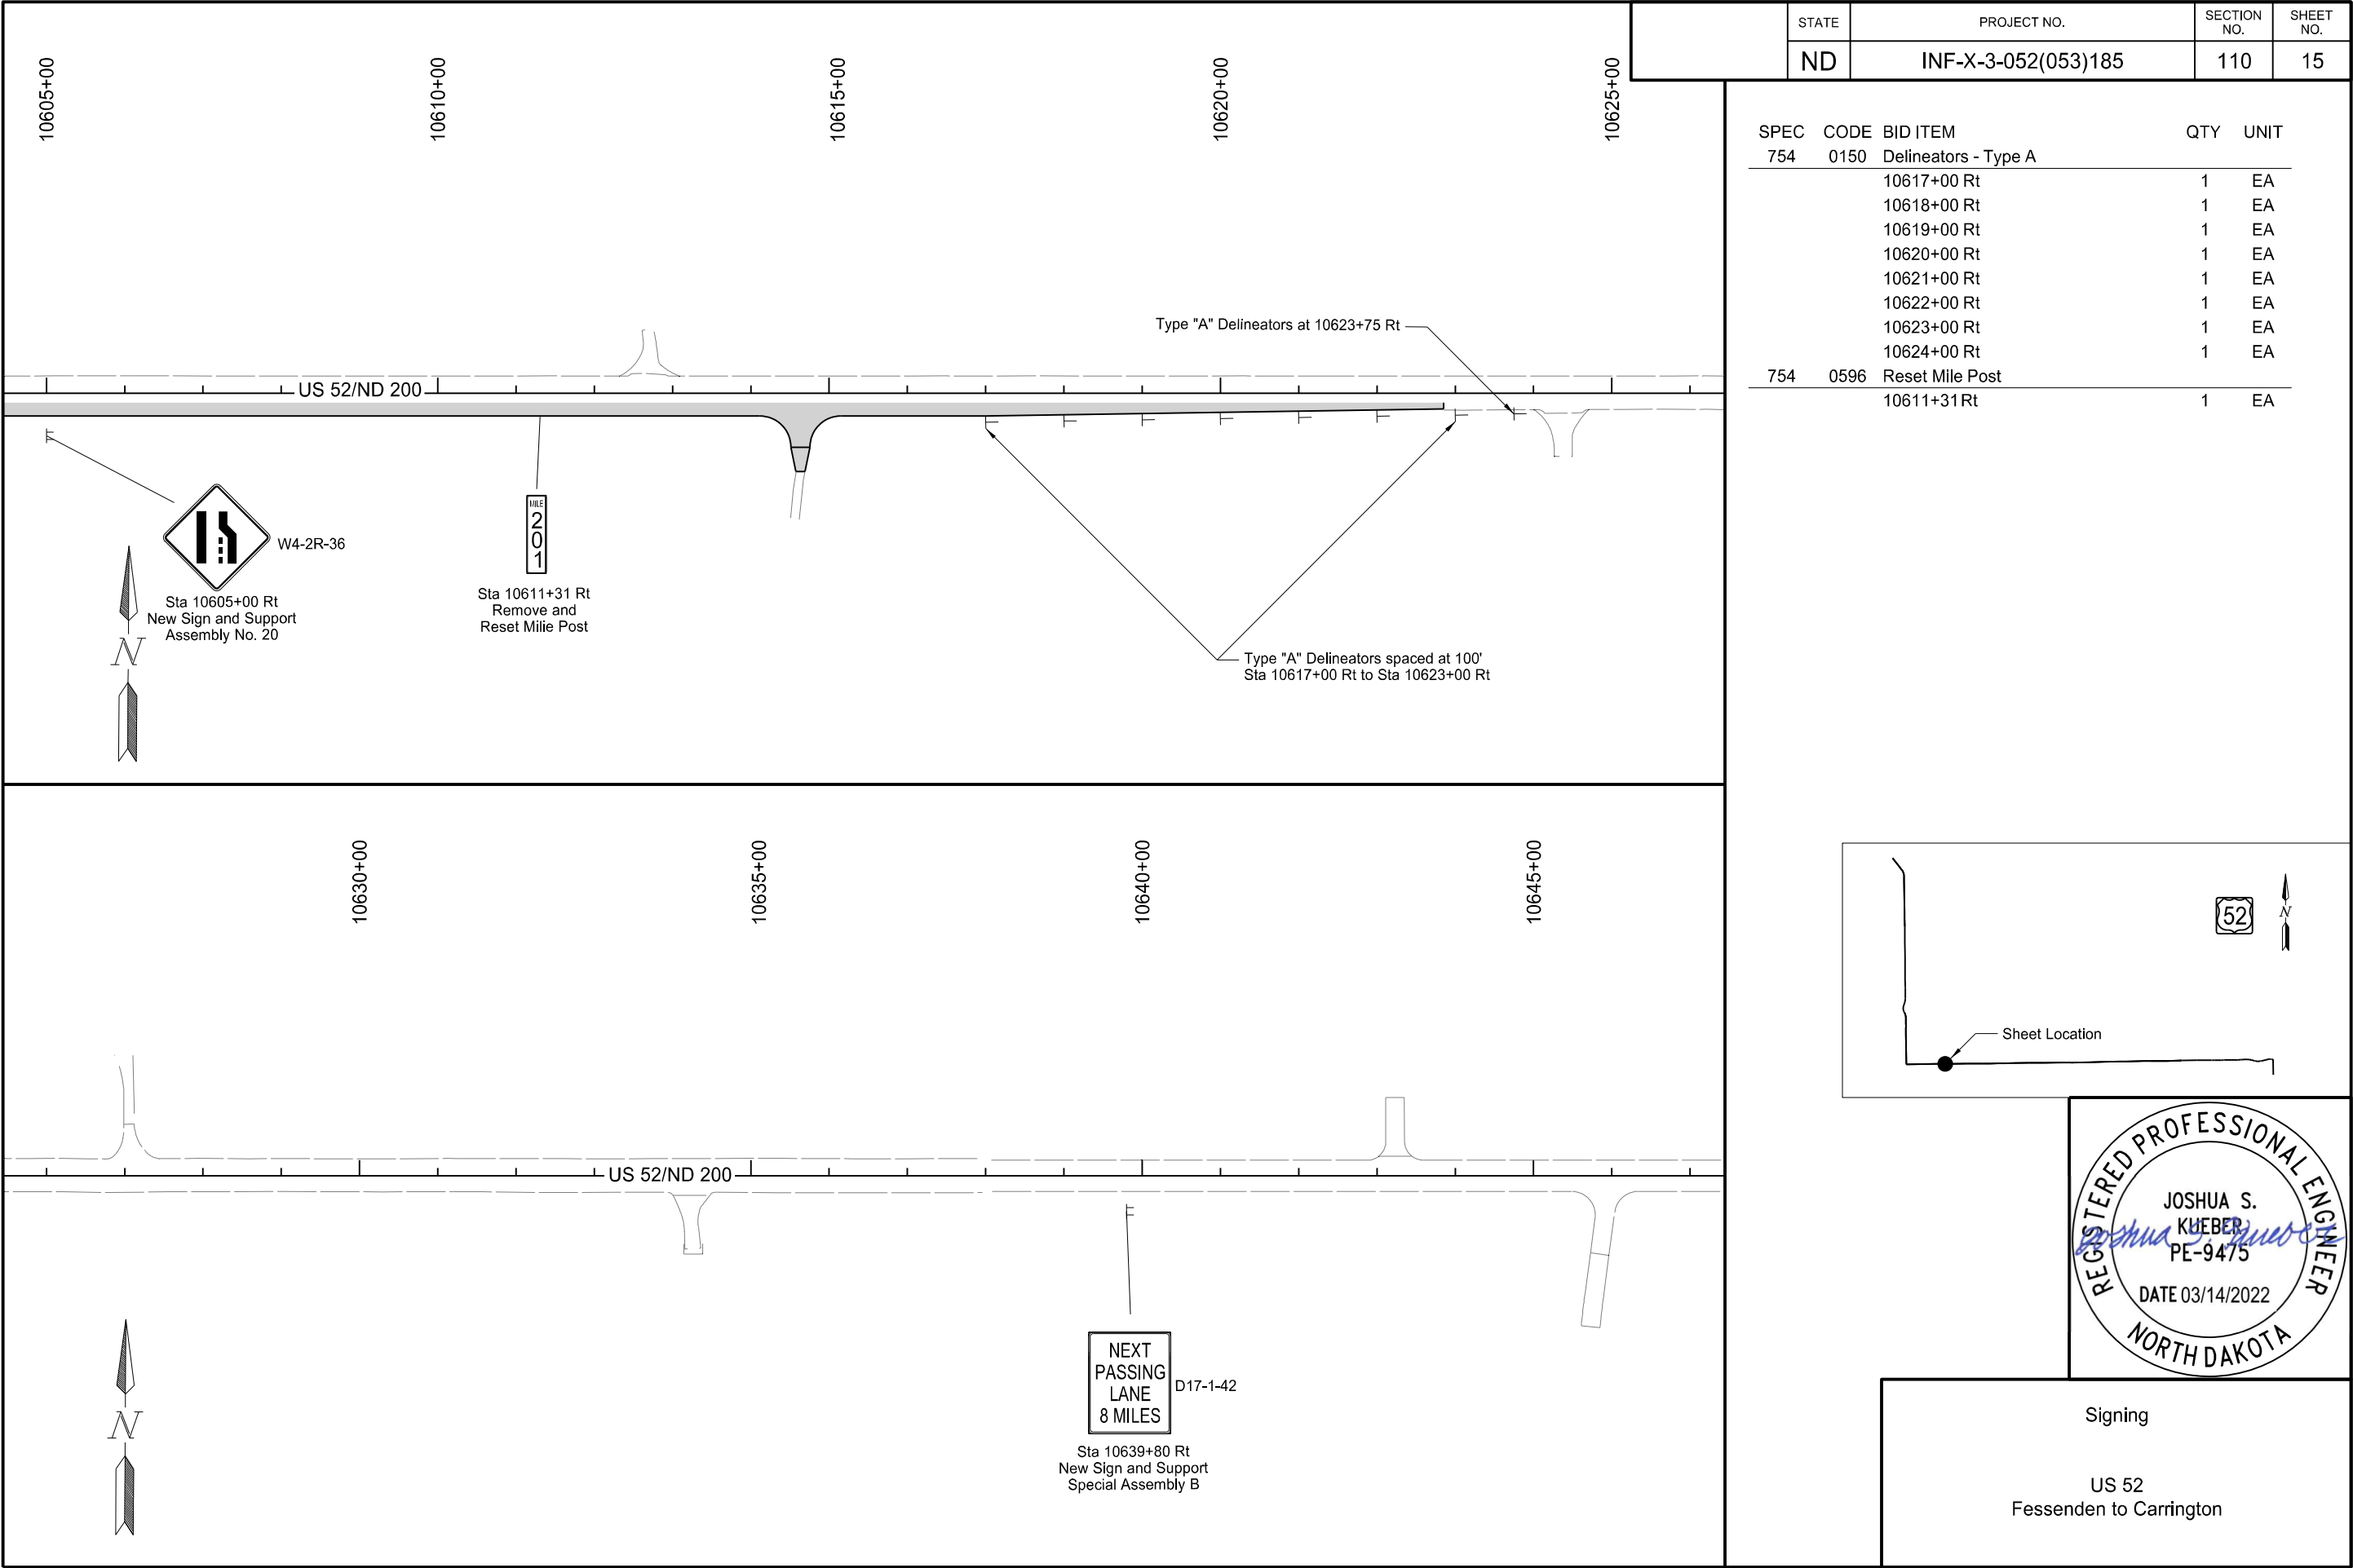 STATE PROJECT NO. SECTION NO. SHEET NO.
ND INF-X-3-052(053)185 110 15
10605+00
10610+00
10615+00
10620+00
10625+00
SPEC CODE BID ITEM QTY UNIT
754 0150 Delineators - Type A
10617+00 Rt 1 EA
10618+00 Rt 1 EA
10619+00 Rt 1 EA
10620+00 Rt 1 EA
10621+00 Rt 1 EA
10622+00 Rt 1 EA
10623+00 Rt 1 EA
10624+00 Rt 1 EA
754 0596 Reset Mile Post
10611+31 Rt 1 EA
Type "A" Delineators at 10623+75 Rt
US 52/ND 200
W4-2R-36
Sta 10605+00 Rt
New Sign and Support
Assembly No. 20
MILE
2
0
1
Sta 10611+31 Rt
Remove and
Reset Milie Post
Type "A" Delineators spaced at 100'
Sta 10617+00 Rt to Sta 10623+00 Rt
N
10630+00
10635+00
10640+00
10645+00
US 52/ND 200
NEXT
PASSING
LANE
8 MILES
D17-1-42
Sta 10639+80 Rt
New Sign and Support
Special Assembly B
N
52
N
Sheet Location
REGISTERED PROFESSIONAL ENGINEER
JOSHUA S.
KUEBER
Joshua S. Kueber
PE-9475
DATE 03/14/2022
NORTH DAKOTA
Signing
US 52
Fessenden to Carrington